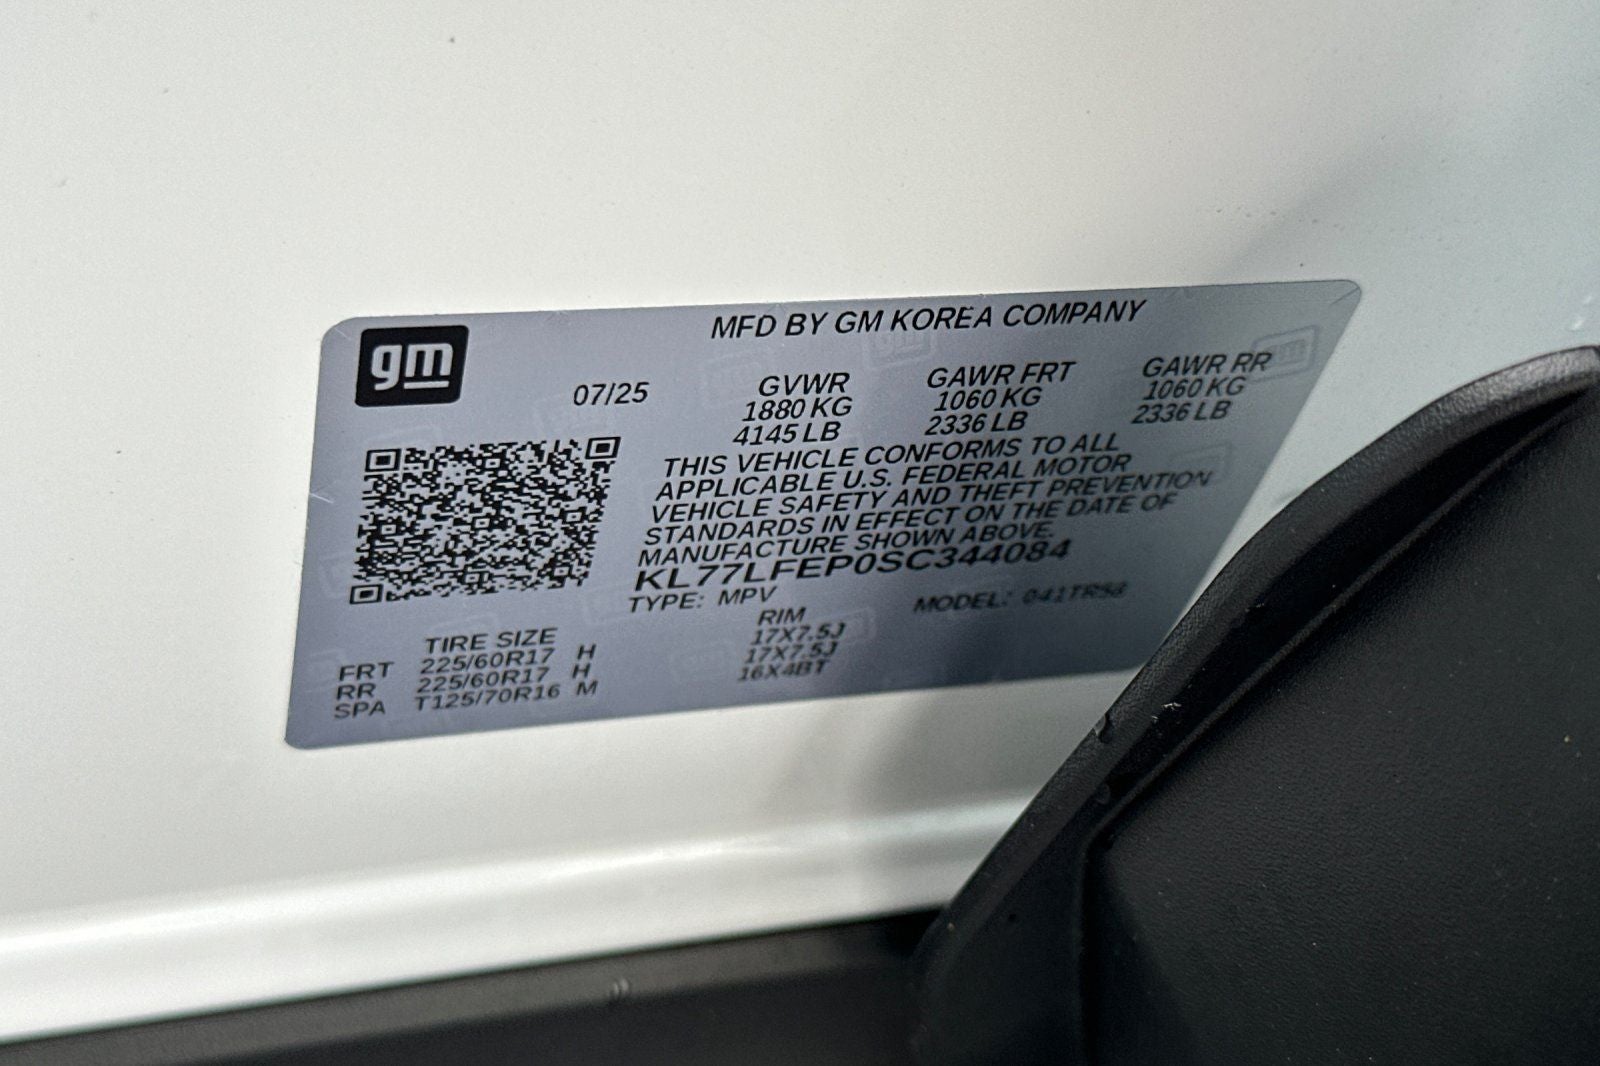 gm
MFD BY GM KOREA COMPANY
07/25
GVWR
1880 KG
4145 LB
GAWR FRT
1060 KG
2336 LB
GAWR RR
1060 KG
2336 LB
THIS VEHICLE CONFORMS TO ALL
APPLICABLE U.S. FEDERAL MOTOR
VEHICLE SAFETY AND THEFT PREVENTION
STANDARDS IN EFFECT ON THE DATE OF
MANUFACTURE SHOWN ABOVE.
KL77LFEP0SC344084
TYPE: MPV MODEL:
TIRE SIZE RIM
FRT 225/60R17 H 17X7.5J
RR 225/60R17 H 17X7.5J
SPA T125/70R16 M 16X4BT